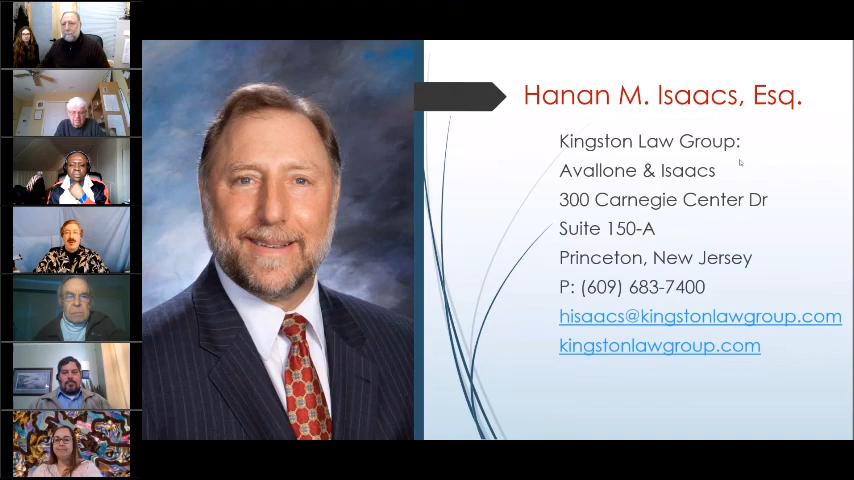 Hanan M. Isaacs, Esq.
Kingston Law Group:
Avallone & Isaacs
300 Carnegie Center Dr
Suite 150-A
Princeton, New Jersey
P: (609) 683-7400
hisaacs@kingstonlawgroup.com
kingstonlawgroup.com